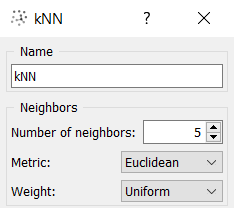 kNN ?
Name
kNN
Neighbors
Number of neighbors: 5
Metric: Euclidean
Weight: Uniform